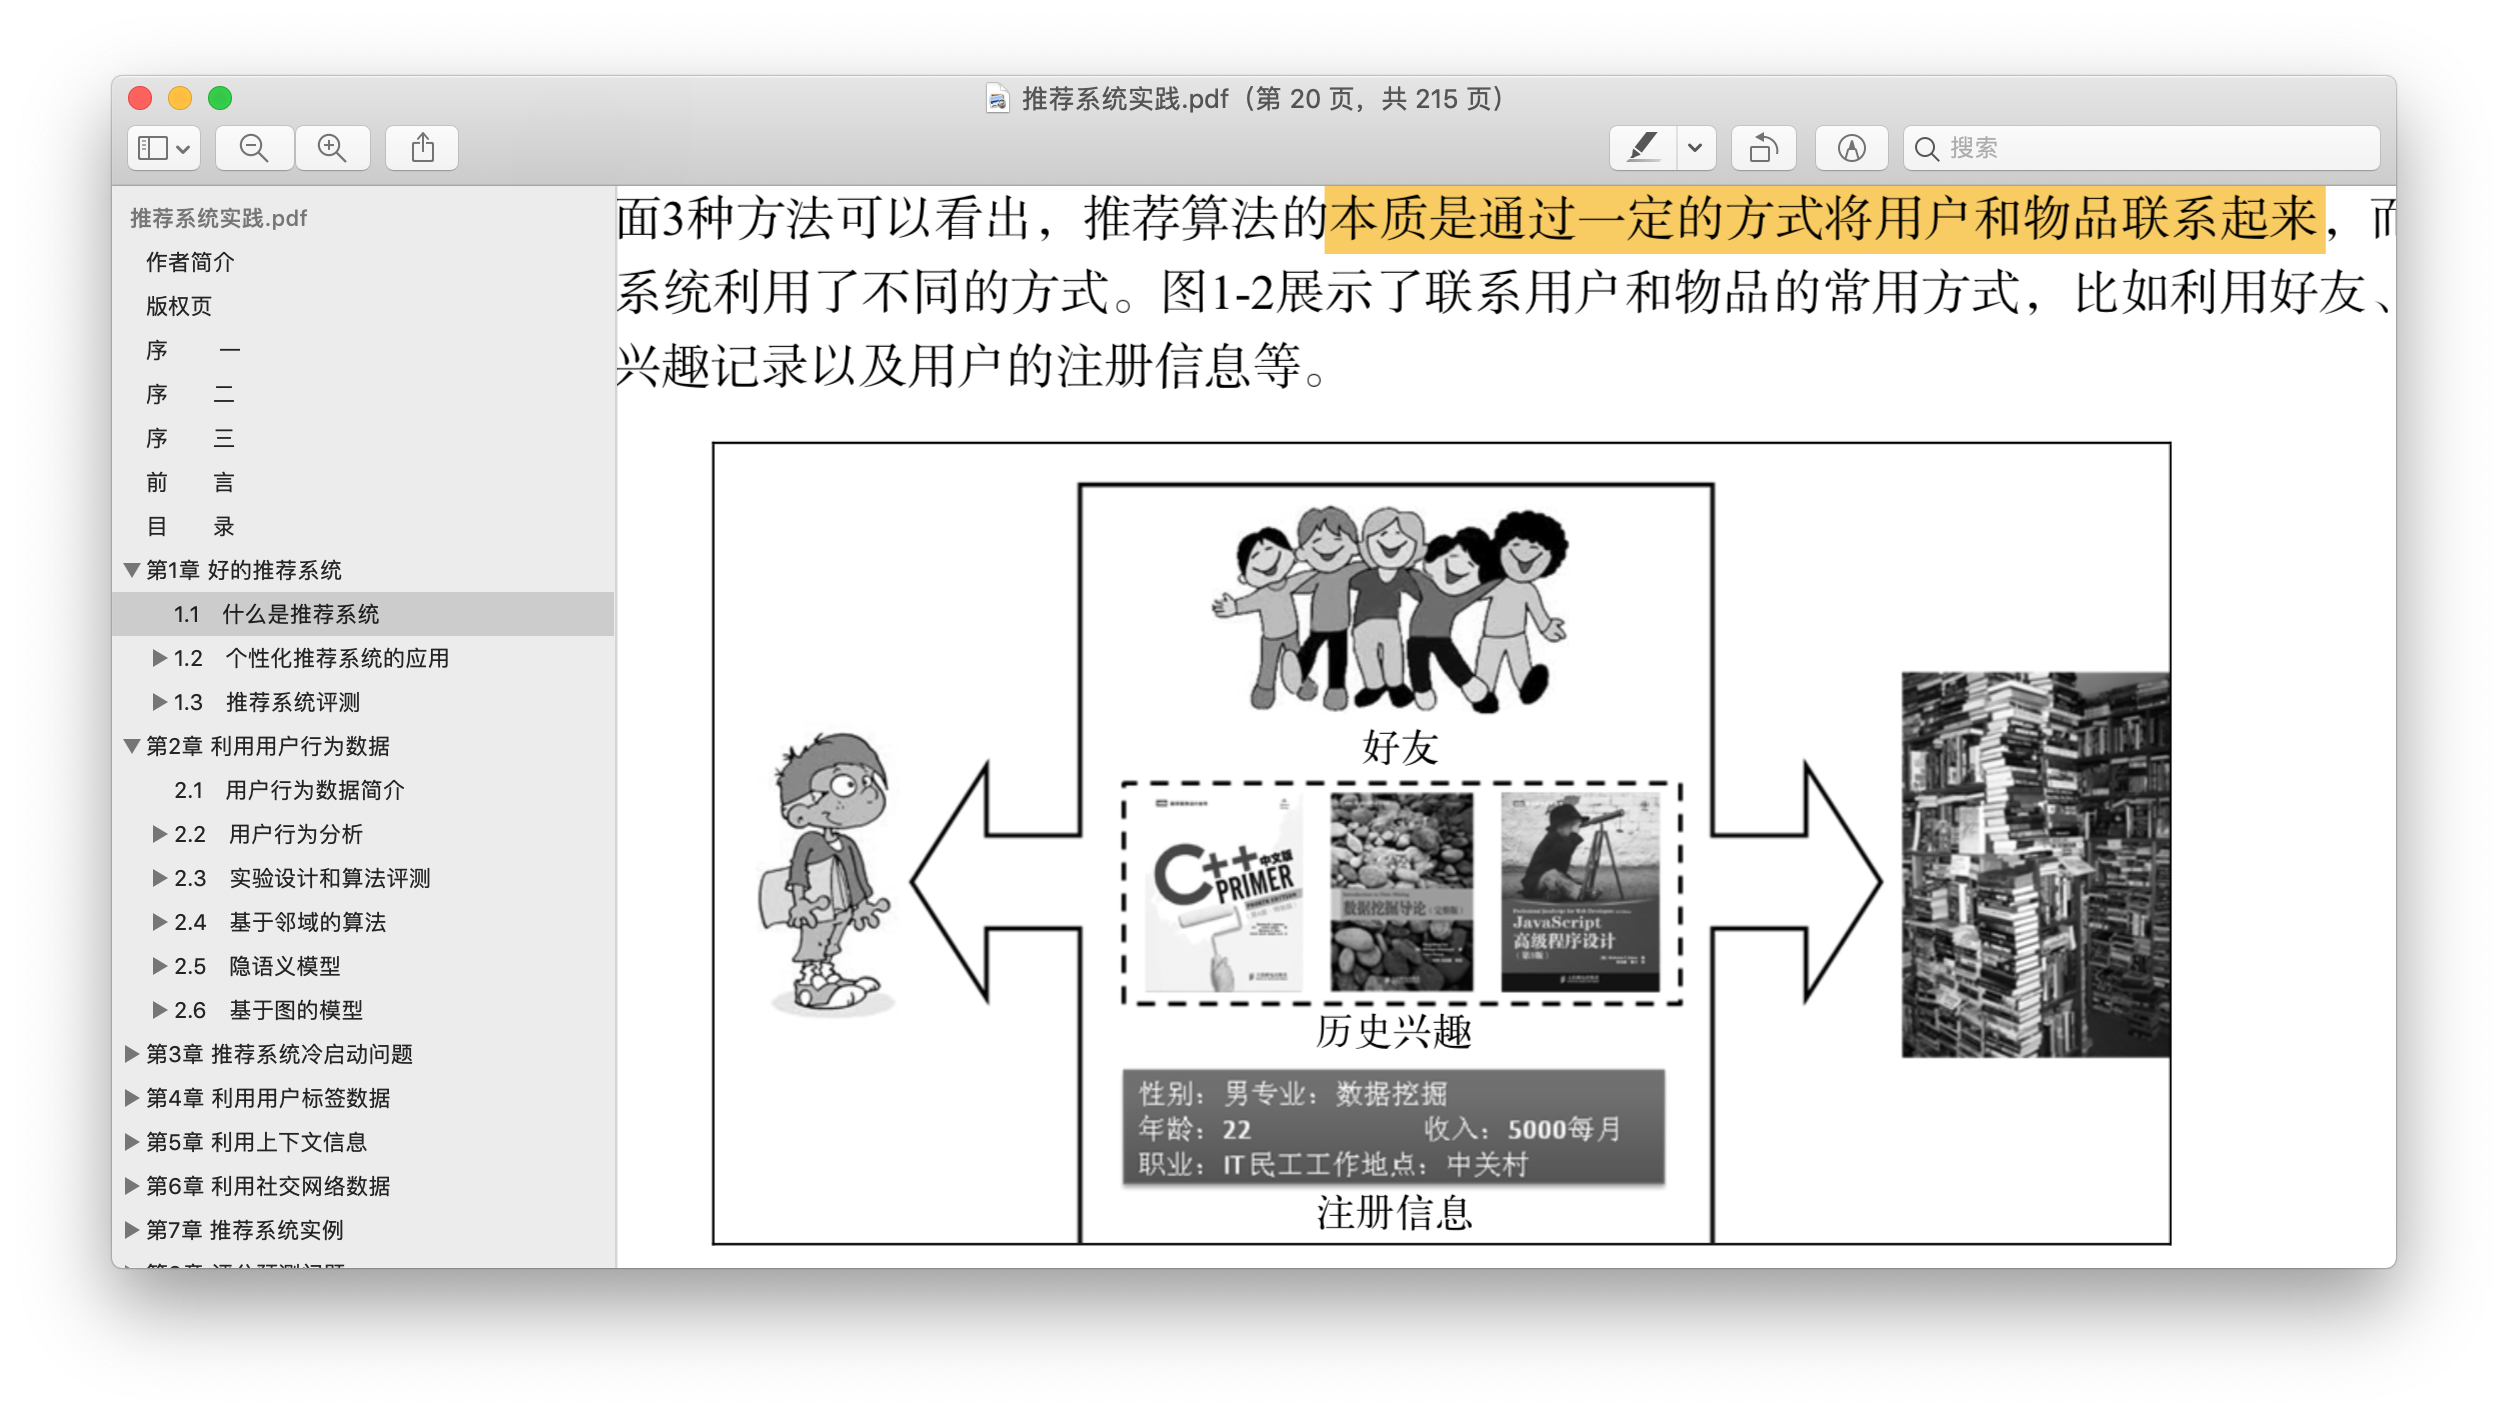 推荐系统实践.pdf（第 20 页，共 215 页）
搜索
推荐系统实践.pdf
作者简介
版权页
序 一
序 二
序 三
前 言
目 录
第1章 好的推荐系统
1.1 什么是推荐系统
1.2 个性化推荐系统的应用
1.3 推荐系统评测
第2章 利用用户行为数据
2.1 用户行为数据简介
2.2 用户行为分析
2.3 实验设计和算法评测
2.4 基于邻域的算法
2.5 隐语义模型
2.6 基于图的模型
第3章 推荐系统冷启动问题
第4章 利用用户标签数据
第5章 利用上下文信息
第6章 利用社交网络数据
第7章 推荐系统实例
面3种方法可以看出，推荐算法的本质是通过一定的方式将用户和物品联系起来，而
系统利用了不同的方式。图1-2展示了联系用户和物品的常用方式，比如利用好友、
兴趣记录以及用户的注册信息等。
好友
C++ 中文版
PRIMER
数据挖掘导论（完整版）
JavaScript
高级程序设计
（第3版）
历史兴趣
性别：男专业：数据挖掘
年龄：22 收入：5000每月
职业：IT民工工作地点：中关村
注册信息